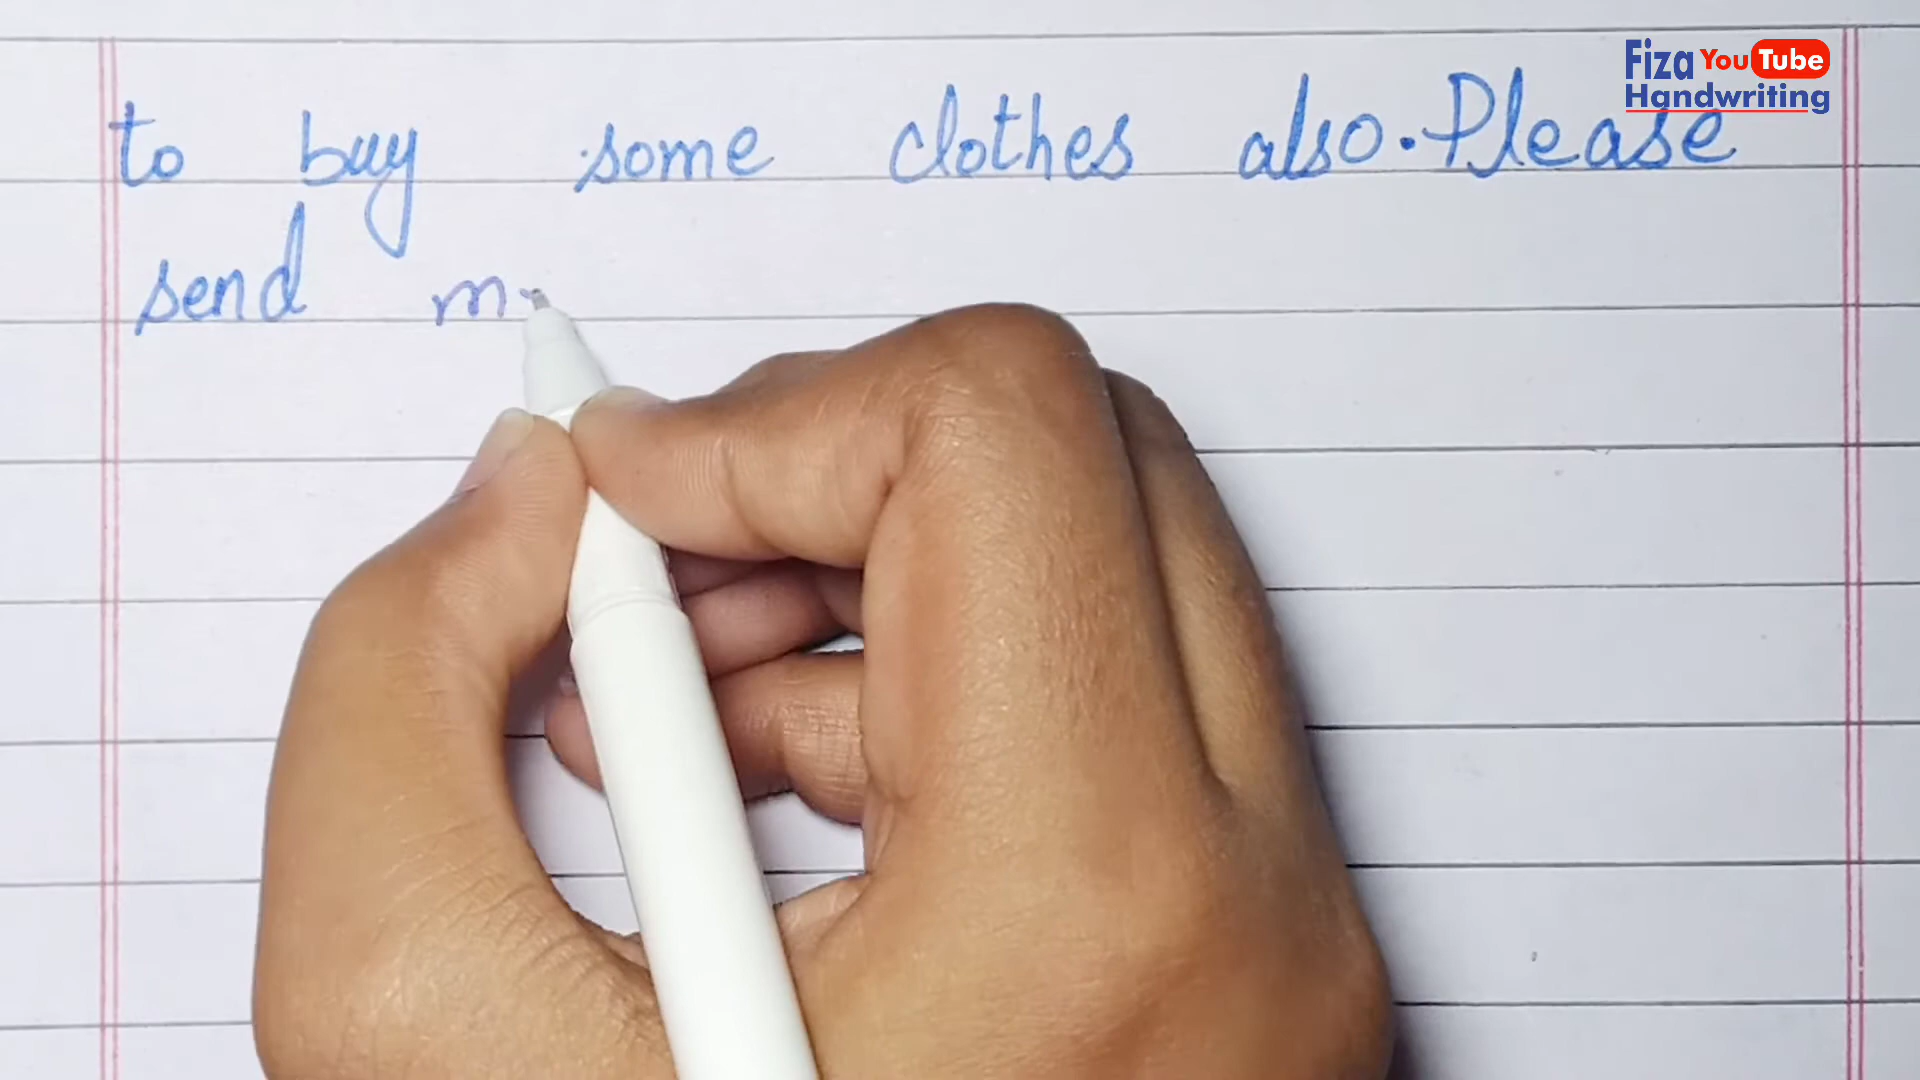 Fiza YouTube
Handwriting
to buy some clothes also. Please
send m